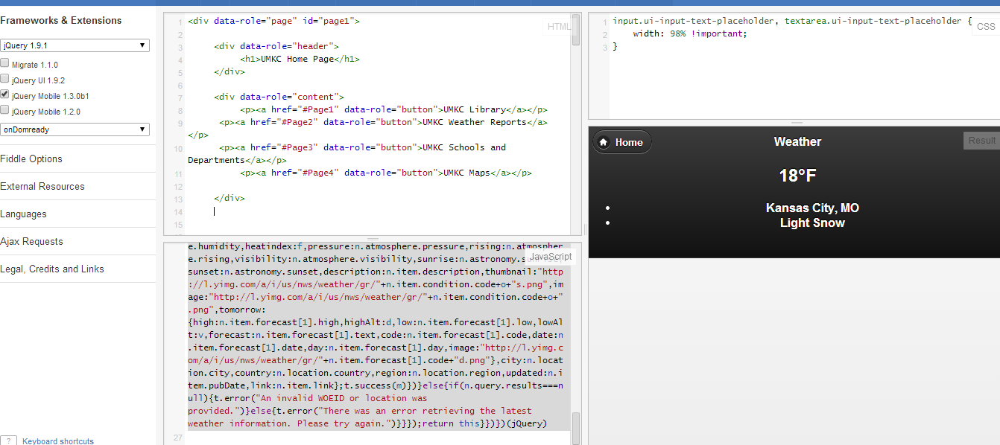 Frameworks & Extensions
jQuery 1.9.1
Migrate 1.1.0
jQuery UI 1.9.2
jQuery Mobile 1.3.0b1
jQuery Mobile 1.2.0
onDomready
Fiddle Options
External Resources
Languages
Ajax Requests
Legal, Credits and Links
? Keyboard shortcuts
HTML
1 <div data-role="page" id="page1">
2
3 <div data-role="header">
4 <h1>UMKC Home Page</h1>
5 </div>
6
7 <div data-role="content">
8 <p><a href="#Page1" data-role="button">UMKC Library</a></p>
9 <p><a href="#Page2" data-role="button">UMKC Weather Reports</a>
</p>
10 <p><a href="#Page3" data-role="button">UMKC Schools and
Departments</a></p>
11 <p><a href="#Page4" data-role="button">UMKC Maps</a></p>
12
13 </div>
14
15
JavaScript
e.humidity,heatindex:f,pressure:n.atmosphere.pressure,rising:n.atmospher
e.rising,visibility:n.atmosphere.visibility,sunrise:n.astronomy.sunrise,
sunset:n.astronomy.sunset,description:n.item.description,thumbnail:"http
://l.yimg.com/a/i/us/nws/weather/gr/"+n.item.condition.code+o+"s.png",im
age:"http://l.yimg.com/a/i/us/nws/weather/gr/"+n.item.condition.code+o+"
.png",tomorrow:
{high:n.item.forecast[1].high,highAlt:d,low:n.item.forecast[1].low,lowAl
t:v,forecast:n.item.forecast[1].text,code:n.item.forecast[1].code,date:n
.item.forecast[1].date,day:n.item.forecast[1].day,image:"http://l.yimg.c
om/a/i/us/nws/weather/gr/"+n.item.forecast[1].code+"d.png"},city:n.locat
ion.city,country:n.location.country,region:n.location.region,updated:n.i
tem.pubDate,link:n.item.link};t.success(m)})}else{if(n.query.results===n
ull){t.error("An invalid WOEID or location was
provided.")}else{t.error("There was an error retrieving the latest
weather information. Please try again.")}}});return this}})})(jQuery)
27
CSS
1 input.ui-input-text-placeholder, textarea.ui-input-text-placeholder {
2 width: 98% !important;
3 }
Home
Weather
Result
18°F
• Kansas City, MO
• Light Snow